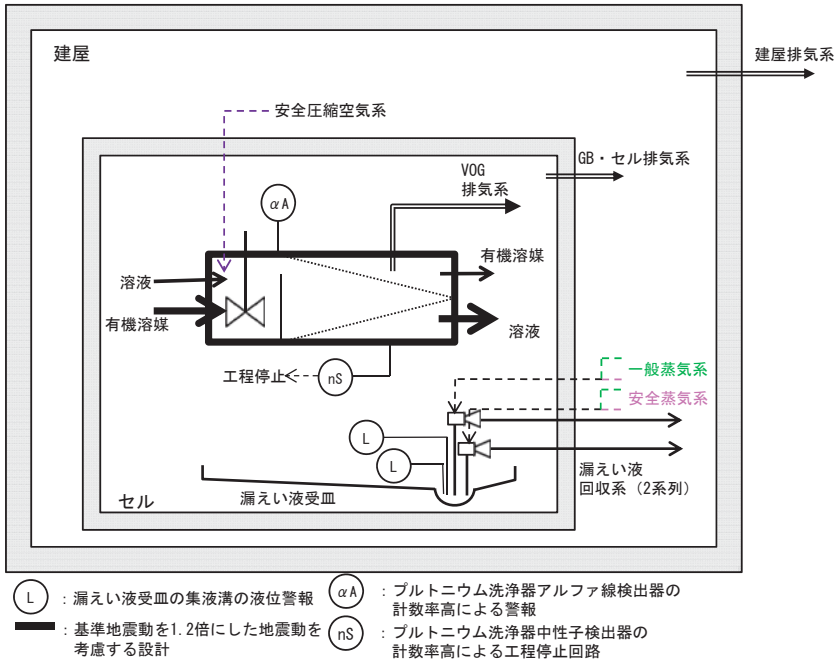 建屋
建屋排気系
安全圧縮空気系
GB・セル排気系
VOG
排気系
αA
有機溶媒
溶液
有機溶媒
溶液
工程停止
nS
一般蒸気系
安全蒸気系
L
L
漏えい液
回収系（2系列）
漏えい液受皿
セル
L ：漏えい液受皿の集液溝の液位警報
αA ：プルトニウム洗浄器アルファ線検出器の
計数率高による警報
：基準地震動を1.2倍にした地震動を
考慮する設計
nS ：プルトニウム洗浄器中性子検出器の
計数率高による工程停止回路